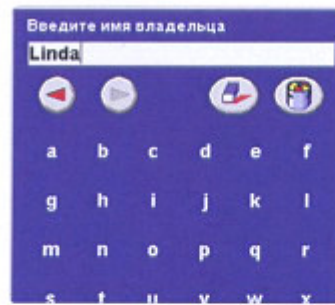 Введите имя владельца
Linda
a b c d e f
g h i j k l
m n o p q r
s t u v w x